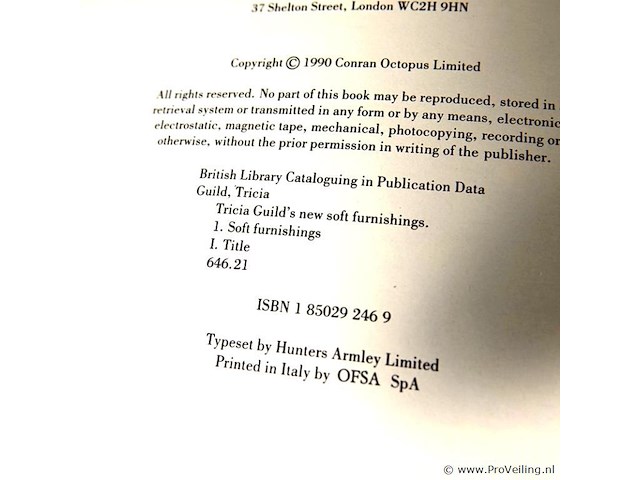 37 Shelton Street, London WC2H 9HN
Copyright © 1990 Conran Octopus Limited
All rights reserved. No part of this book may be reproduced, stored in
retrieval system or transmitted in any form or by any means, electronic
electrostatic, magnetic tape, mechanical, photocopying, recording or
otherwise, without the prior permission in writing of the publisher.
British Library Cataloguing in Publication Data
Guild, Tricia
Tricia Guild's new soft furnishings.
1. Soft furnishings
I. Title
646.21
ISBN 1 85029 246 9
Typeset by Hunters Armley Limited
Printed in Italy by OFSA SpA
© www.ProVeiling.nl